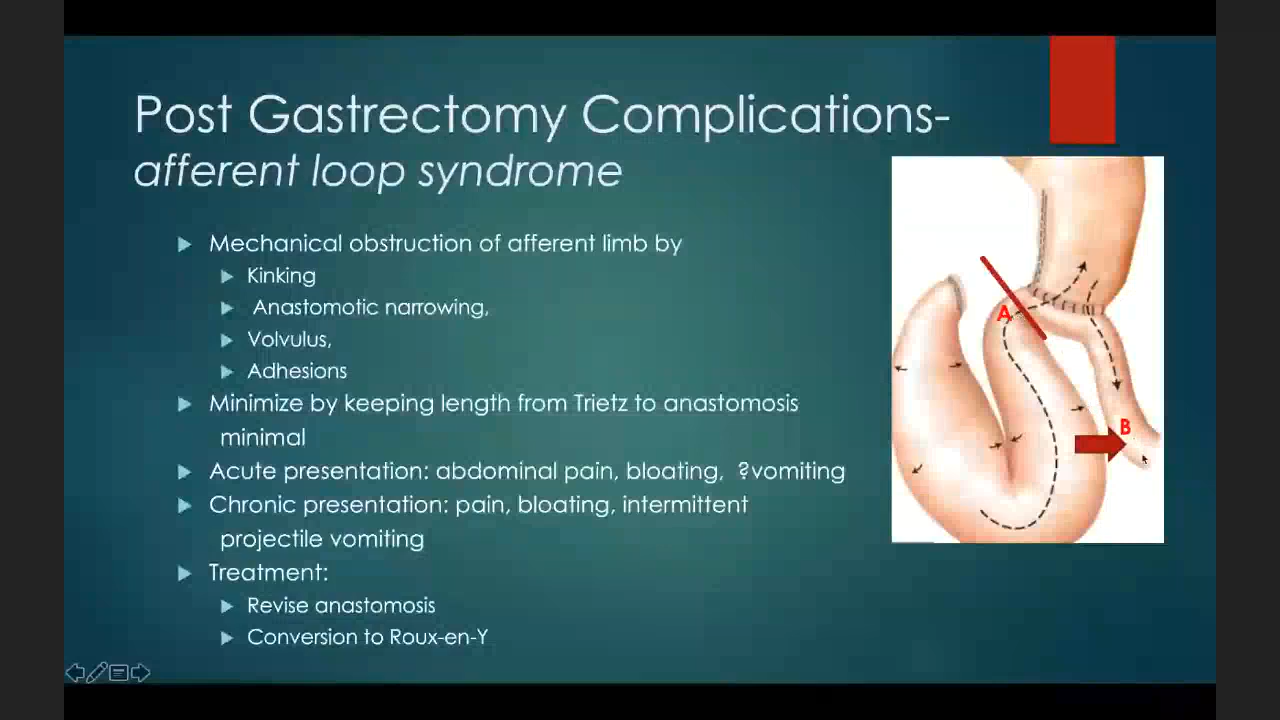 Post Gastrectomy Complications-
afferent loop syndrome
Mechanical obstruction of afferent limb by
Kinking
Anastomotic narrowing,
Volvulus,
Adhesions
Minimize by keeping length from Trietz to anastomosis
minimal
Acute presentation: abdominal pain, bloating, ?vomiting
Chronic presentation: pain, bloating, intermittent
projectile vomiting
Treatment:
Revise anastomosis
Conversion to Roux-en-Y
A
B